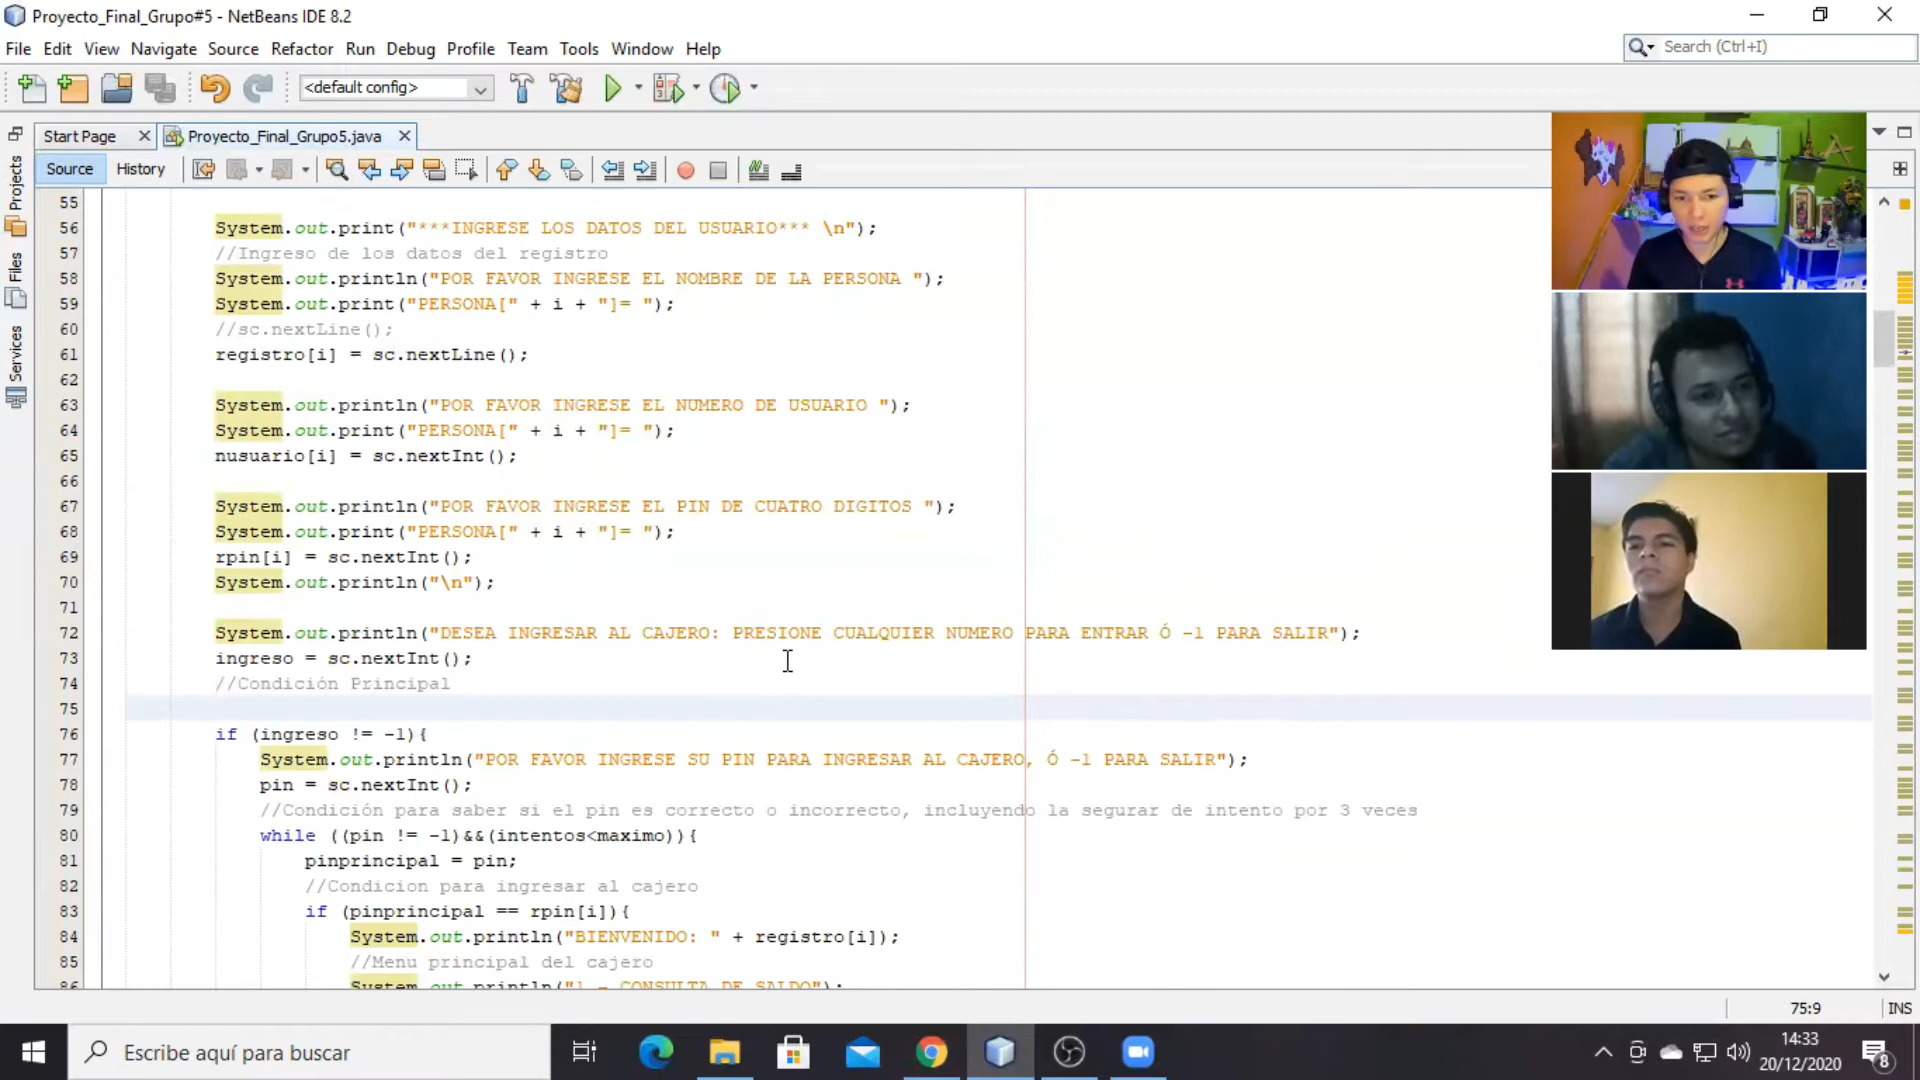 Proyecto_Final_Grupo#5 - NetBeans IDE 8.2
File Edit View Navigate Source Refactor Run Debug Profile Team Tools Window Help
Search (Ctrl+I)
<default config>
Start Page
Proyecto_Final_Grupo5.java
Source History
Projects
Files
Services
55
56 System.out.print("***INGRESE LOS DATOS DEL USUARIO*** \n");
57 //Ingreso de los datos del registro
58 System.out.println("POR FAVOR INGRESE EL NOMBRE DE LA PERSONA ");
59 System.out.print("PERSONA[" + i + "]= ");
60 //sc.nextLine();
61 registro[i] = sc.nextLine();
62
63 System.out.println("POR FAVOR INGRESE EL NUMERO DE USUARIO ");
64 System.out.print("PERSONA[" + i + "]= ");
65 nusuario[i] = sc.nextInt();
66
67 System.out.println("POR FAVOR INGRESE EL PIN DE CUATRO DIGITOS ");
68 System.out.print("PERSONA[" + i + "]= ");
69 rpin[i] = sc.nextInt();
70 System.out.println("\n");
71
72 System.out.println("DESEA INGRESAR AL CAJERO: PRESIONE CUALQUIER NUMERO PARA ENTRAR Ó -1 PARA SALIR");
73 ingreso = sc.nextInt();
74 //Condición Principal
75
76 if (ingreso != -1){
77 System.out.println("POR FAVOR INGRESE SU PIN PARA INGRESAR AL CAJERO, Ó -1 PARA SALIR");
78 pin = sc.nextInt();
79 //Condición para saber si el pin es correcto o incorrecto, incluyendo la segurar de intento por 3 veces
80 while ((pin != -1)&&(intentos<maximo)){
81 pinprincipal = pin;
82 //Condicion para ingresar al cajero
83 if (pinprincipal == rpin[i]){
84 System.out.println("BIENVENIDO: " + registro[i]);
85 //Menu principal del cajero
86 System.out.println("1 - CONSULTA DE SALDO");
75:9 INS
Escribe aquí para buscar
14:33
20/12/2020
8